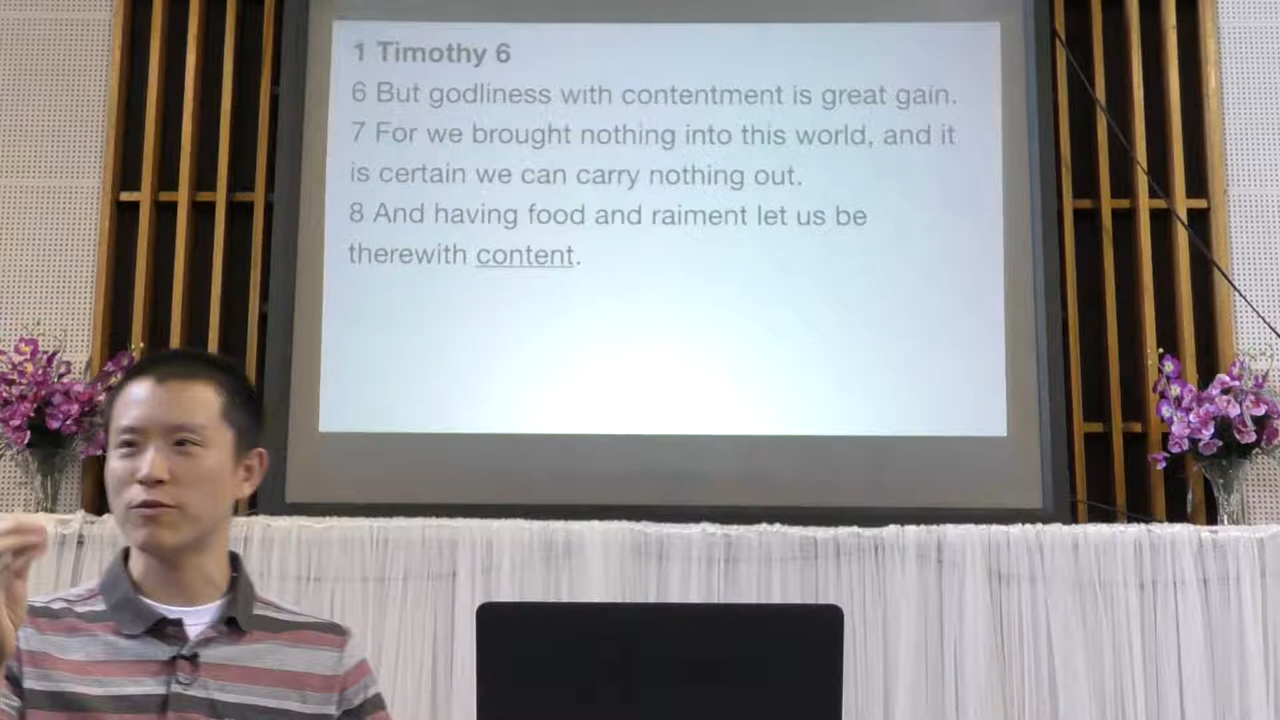 1 Timothy 6
6 But godliness with contentment is great gain.
7 For we brought nothing into this world, and it
is certain we can carry nothing out.
8 And having food and raiment let us be
therewith content.